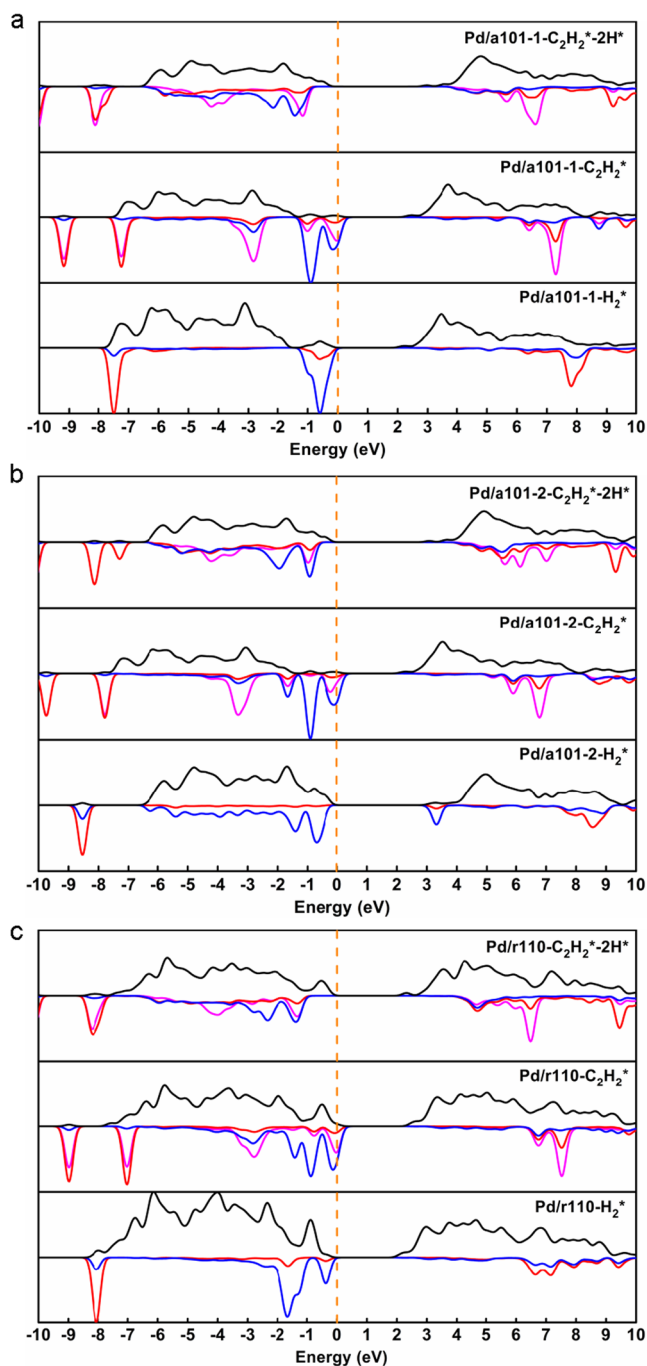 a
Pd/a101-1-C₂H₂*-2H*
Pd/a101-1-C₂H₂*
Pd/a101-1-H₂*
-10 -9 -8 -7 -6 -5 -4 -3 -2 -1 0 1 2 3 4 5 6 7 8 9 10
Energy (eV)
b
Pd/a101-2-C₂H₂*-2H*
Pd/a101-2-C₂H₂*
Pd/a101-2-H₂*
-10 -9 -8 -7 -6 -5 -4 -3 -2 -1 0 1 2 3 4 5 6 7 8 9 10
Energy (eV)
c
Pd/r110-C₂H₂*-2H*
Pd/r110-C₂H₂*
Pd/r110-H₂*
-10 -9 -8 -7 -6 -5 -4 -3 -2 -1 0 1 2 3 4 5 6 7 8 9 10
Energy (eV)